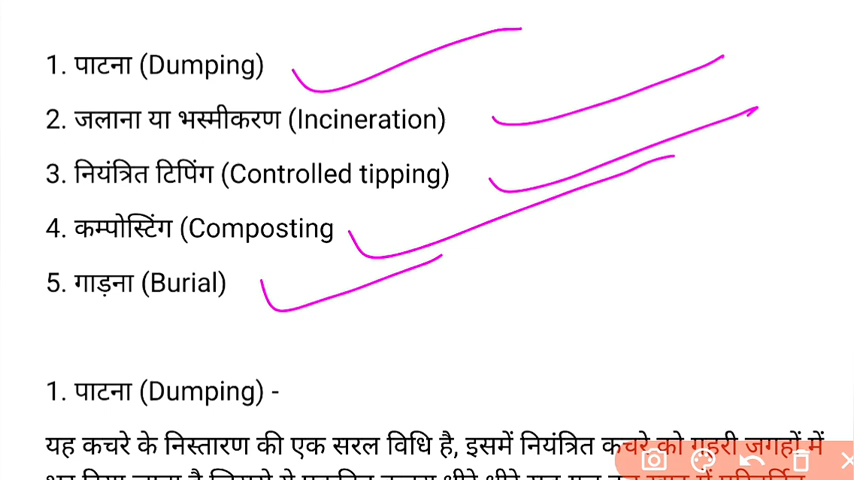 1. पाटना (Dumping)
2. जलाना या भस्मीकरण (Incineration)
3. नियंत्रित टिपिंग (Controlled tipping)
4. कम्पोस्टिंग (Composting
5. गाड़ना (Burial)
1. पाटना (Dumping) -
यह कचरे के निस्तारण की एक सरल विधि है, इसमें नियंत्रित कचरे को गहरी जगहों में